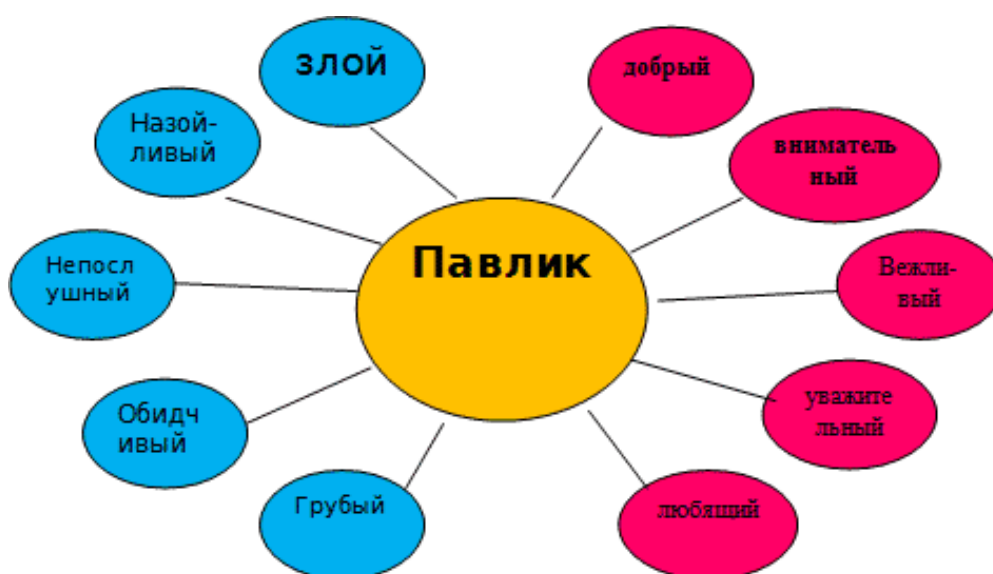 Павлик
злой
Назой-
ливый
Непосл
ушный
Обидч
ивый
Грубый
добрый
вниматель
ный
Вежли-
вый
уважите
льный
любящий